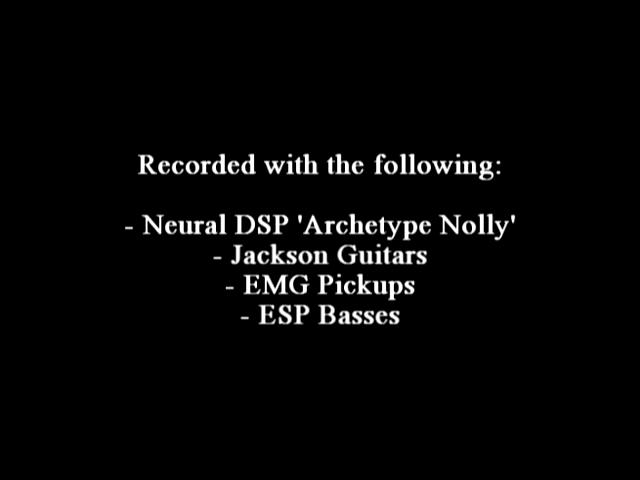 Recorded with the following:
- Neural DSP 'Archetype Nolly'
- Jackson Guitars
- EMG Pickups
- ESP Basses